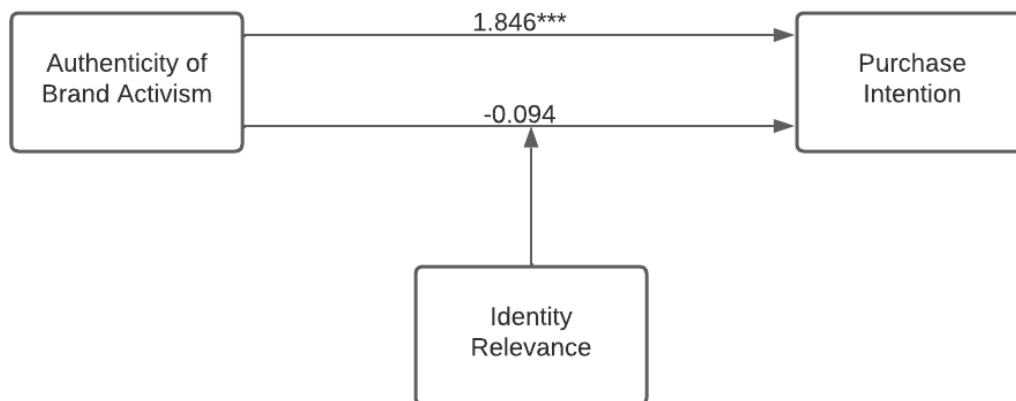 1.846***
Authenticity of
Brand Activism
Purchase
Intention
-0.094
Identity
Relevance